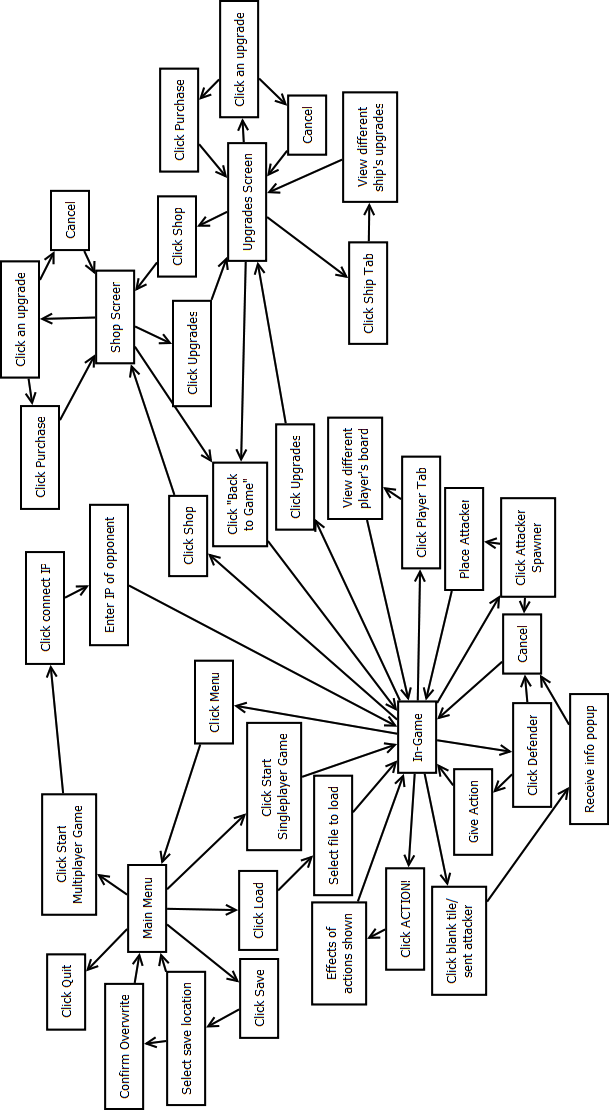 Click Quit
Confirm Overwrite
Select save location
Click Save
Main Menu
Click Load
Click Start
Multiplayer Game
Click connect IP
Enter IP of opponent
Click Menu
Click Start
Singleplayer Game
Select file to load
Effects of
actions shown
Click ACTION!
Click blank tile/
sent attacker
Give Action
Click Defender
Receive info popup
In-Game
Cancel
Click Attacker
Spawner
Place Attacker
Click Player Tab
View different
player's board
Click Upgrades
Click "Back
to Game"
Click Shop
Click Purchase
Click an upgrade
Cancel
Shop Screen
Click Upgrades
Click Shop
Upgrades Screen
Click Purchase
Click an upgrade
Cancel
View different
ship's upgrades
Click Ship Tab